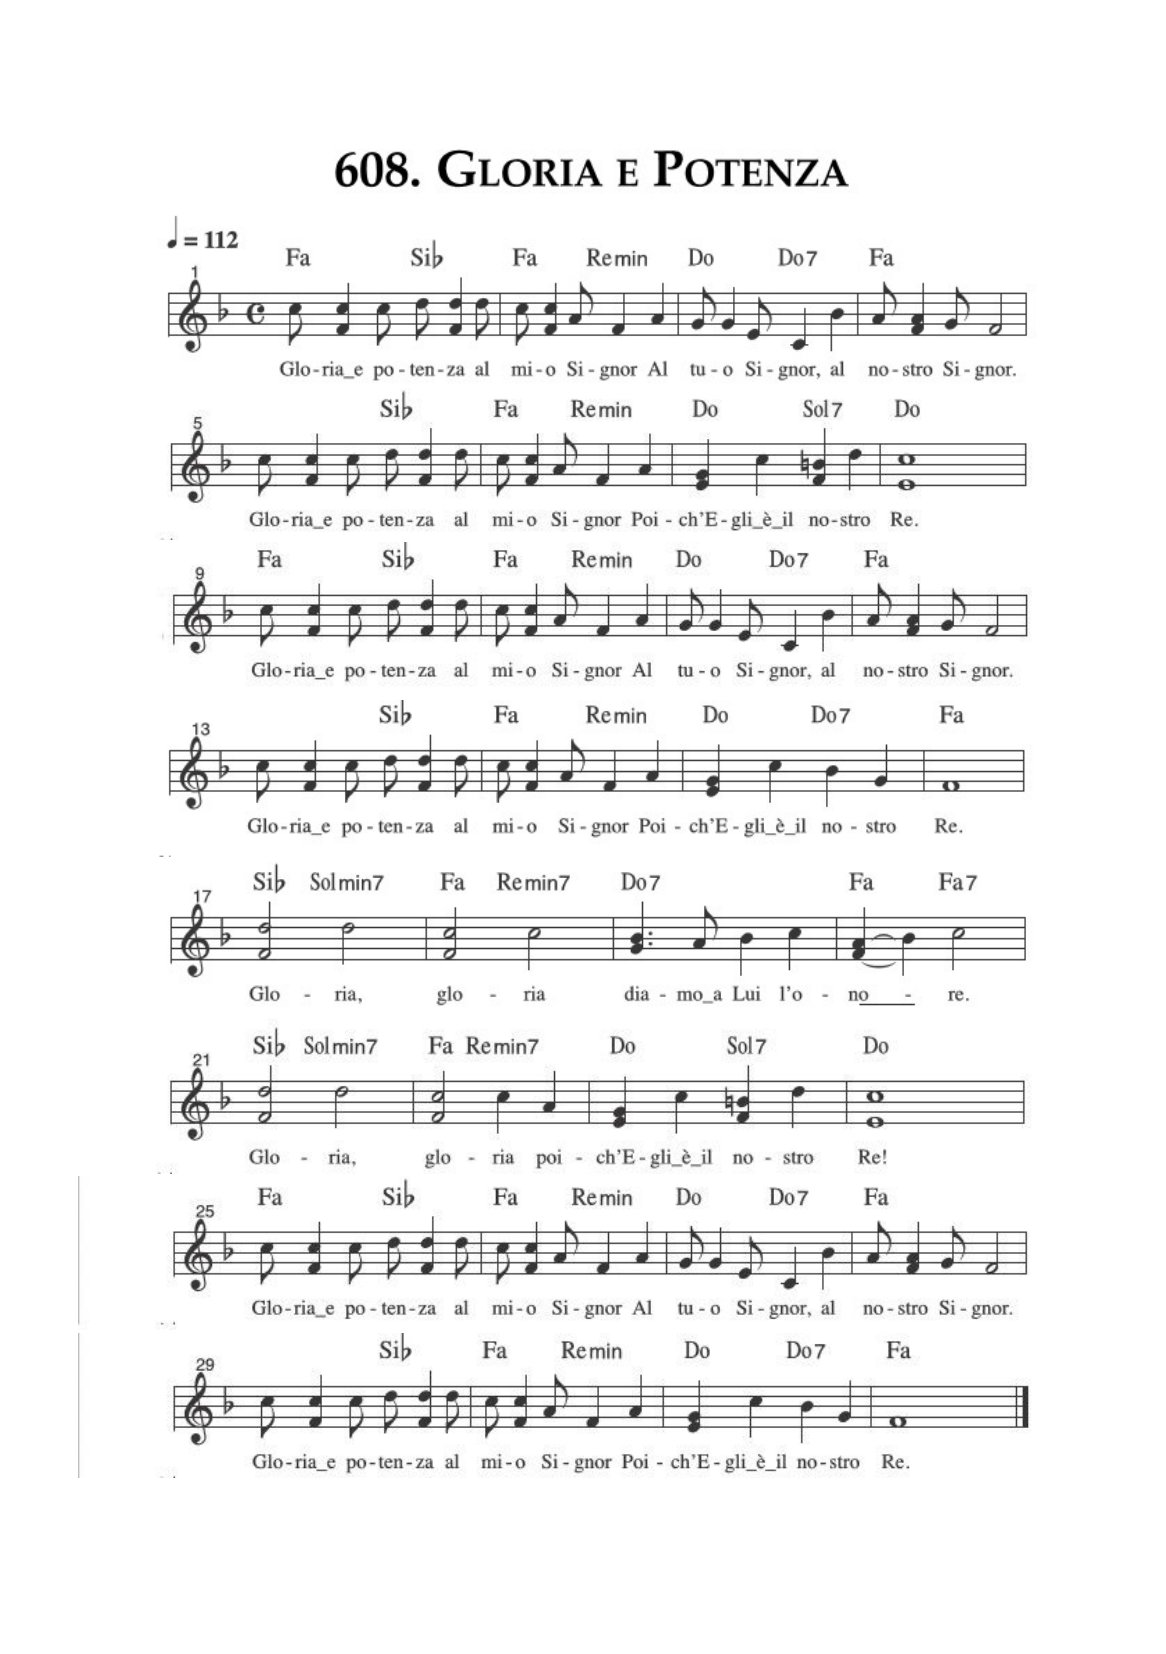 608. GLORIA E POTENZA
♩ = 112
Fa Si♭ Fa Remin Do Do7 Fa
1
Glo-ria_e po-ten-za al mi-o Si-gnor Al tu-o Si-gnor, al no-stro Si-gnor.
Si♭ Fa Remin Do Sol7 Do
5
Glo-ria_e po-ten-za al mi-o Si-gnor Poi-ch'E-gli_è_il no-stro Re.
Fa Si♭ Fa Remin Do Do7 Fa
9
Glo-ria_e po-ten-za al mi-o Si-gnor Al tu-o Si-gnor, al no-stro Si-gnor.
Si♭ Fa Remin Do Do7 Fa
13
Glo-ria_e po-ten-za al mi-o Si-gnor Poi-ch'E-gli_è_il no-stro Re.
Si♭ Solmin7 Fa Remin7 Do7 Fa Fa7
17
Glo - ria, glo - ria dia-mo_a Lui l'o - no - re.
Si♭ Solmin7 Fa Remin7 Do Sol7 Do
21
Glo - ria, glo - ria poi - ch'E-gli_è_il no - stro Re!
Fa Si♭ Fa Remin Do Do7 Fa
25
Glo-ria_e po-ten-za al mi-o Si-gnor Al tu-o Si-gnor, al no-stro Si-gnor.
Si♭ Fa Remin Do Do7 Fa
29
Glo-ria_e po-ten-za al mi-o Si-gnor Poi-ch'E-gli_è_il no-stro Re.